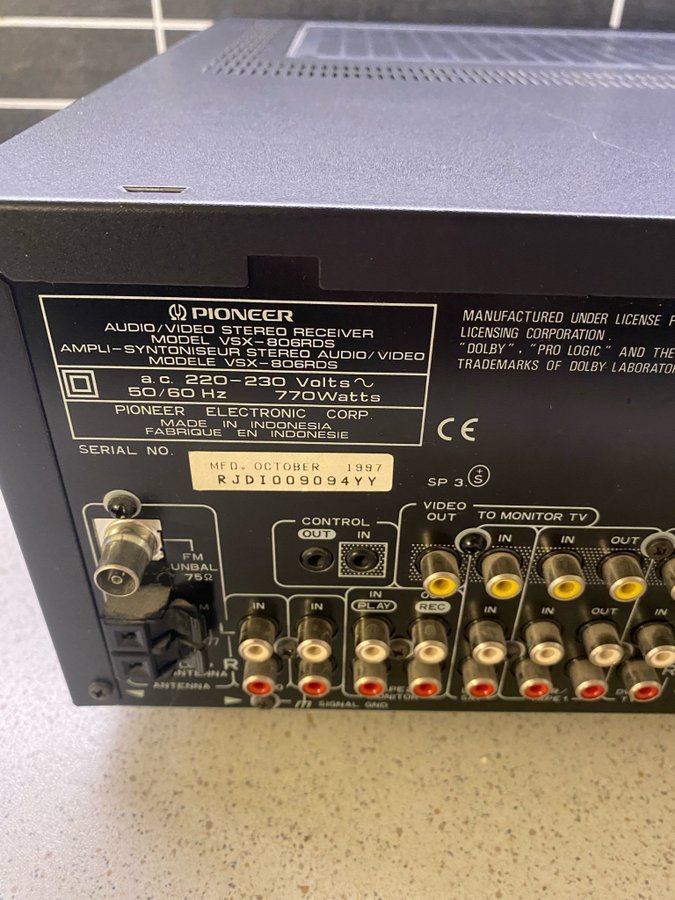 PIONEER
AUDIO/VIDEO STEREO RECEIVER
MODEL VSX-806RDS
AMPLI-SYNTONISEUR STEREO AUDIO/VIDEO
MODELE VSX-806RDS
a.c. 220-230 Volts~
50/60 Hz 770Watts
PIONEER ELECTRONIC CORP.
MADE IN INDONESIA
FABRIQUE EN INDONESIE
MANUFACTURED UNDER LICENSE
LICENSING CORPORATION.
"DOLBY", "PRO LOGIC" AND THE
TRADEMARKS OF DOLBY
CE
SERIAL NO.
MFD. OCTOBER 1997
RJDI009094YY
SP 3. S
VIDEO
OUT TO MONITOR TV
CONTROL
OUT IN
IN IN OUT
FM
UNBAL
75Ω
IN IN IN
PLAY REC
IN IN OUT IN
L
R
ANTENNA
ANTENNA
SIGNAL GND